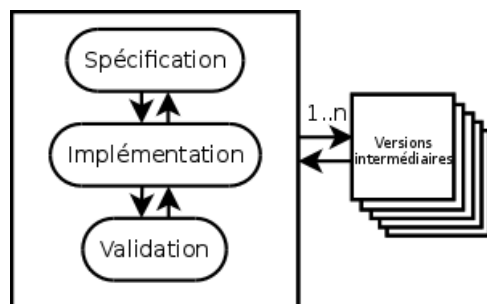 Spécification
Implémentation
Validation
1..n
Versions
intermédiaires